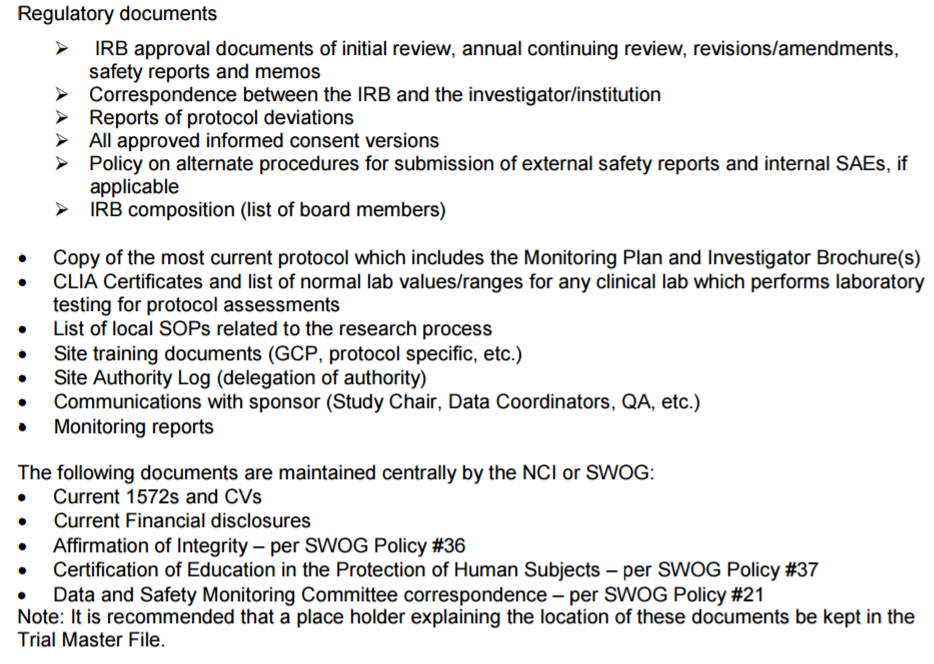 Regulatory documents
➢ IRB approval documents of initial review, annual continuing review, revisions/amendments,
safety reports and memos
➢ Correspondence between the IRB and the investigator/institution
➢ Reports of protocol deviations
➢ All approved informed consent versions
➢ Policy on alternate procedures for submission of external safety reports and internal SAEs, if
applicable
➢ IRB composition (list of board members)
• Copy of the most current protocol which includes the Monitoring Plan and Investigator Brochure(s)
• CLIA Certificates and list of normal lab values/ranges for any clinical lab which performs laboratory
testing for protocol assessments
• List of local SOPs related to the research process
• Site training documents (GCP, protocol specific, etc.)
• Site Authority Log (delegation of authority)
• Communications with sponsor (Study Chair, Data Coordinators, QA, etc.)
• Monitoring reports
The following documents are maintained centrally by the NCI or SWOG:
• Current 1572s and CVs
• Current Financial disclosures
• Affirmation of Integrity – per SWOG Policy #36
• Certification of Education in the Protection of Human Subjects – per SWOG Policy #37
• Data and Safety Monitoring Committee correspondence – per SWOG Policy #21
Note: It is recommended that a place holder explaining the location of these documents be kept in the
Trial Master File.